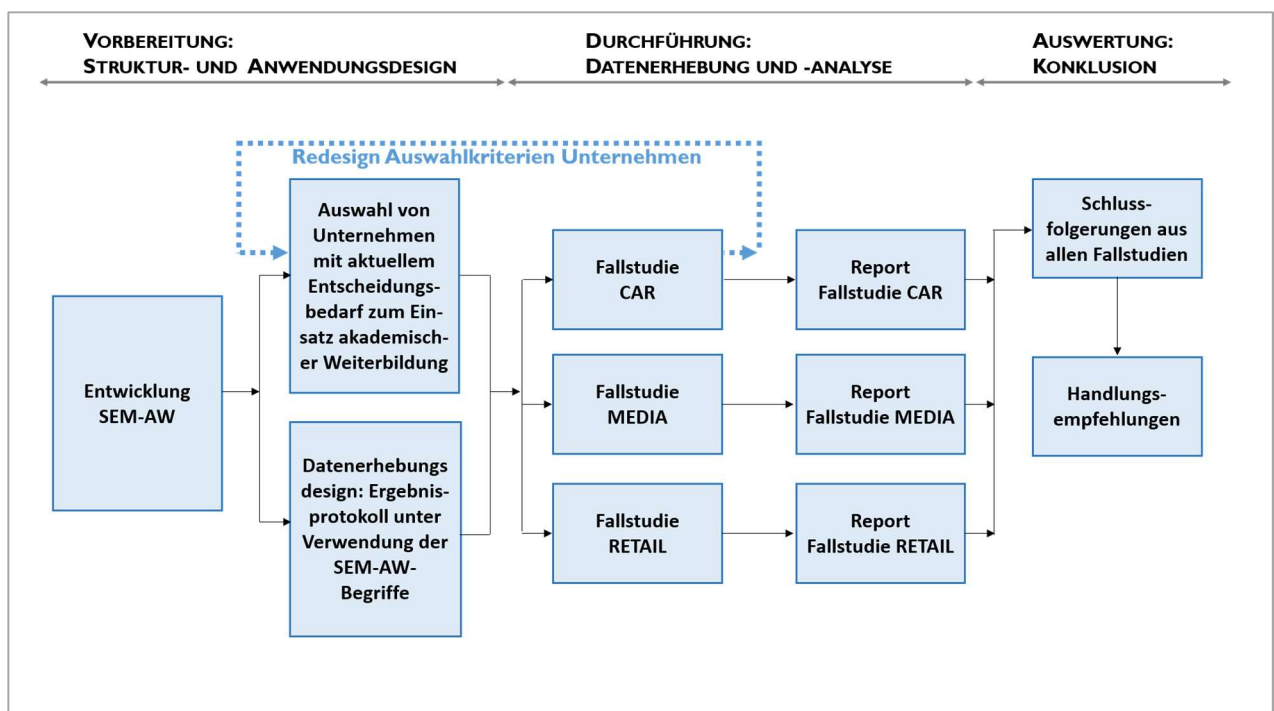 VORBEREITUNG:
STRUKTUR- UND ANWENDUNGSDESIGN
DURCHFÜHRUNG:
DATENERHEBUNG UND -ANALYSE
AUSWERTUNG:
KONKLUSION
Redesign Auswahlkriterien Unternehmen
Entwicklung
SEM-AW
Auswahl von
Unternehmen
mit aktuellem
Entscheidungs-
bedarf zum Ein-
satz akademisch-
er Weiterbildung
Datenerhebungs
design: Ergebnis-
protokoll unter
Verwendung der
SEM-AW-
Begriffe
Fallstudie
CAR
Fallstudie
MEDIA
Fallstudie
RETAIL
Report
Fallstudie CAR
Report
Fallstudie MEDIA
Report
Fallstudie RETAIL
Schluss-
folgerungen aus
allen Fallstudien
Handlungs-
empfehlungen